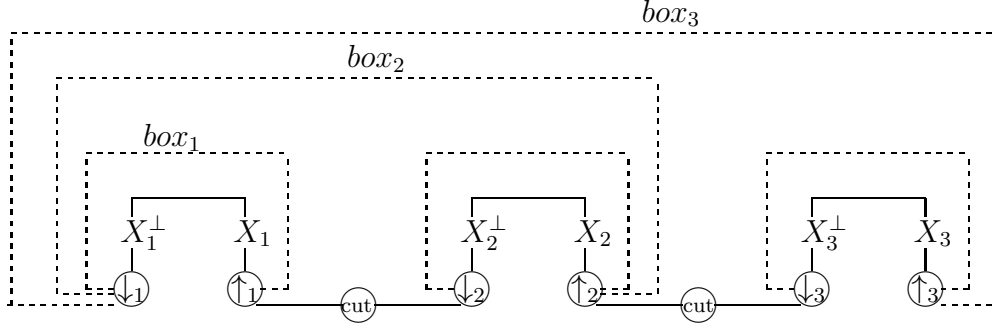 box₃
box₂
box₁
X₁^⊥ X₁ X₂^⊥ X₂ X₃^⊥ X₃
↓₁ ↑₁ cut ↓₂ ↑₂ cut ↓₃ ↑₃